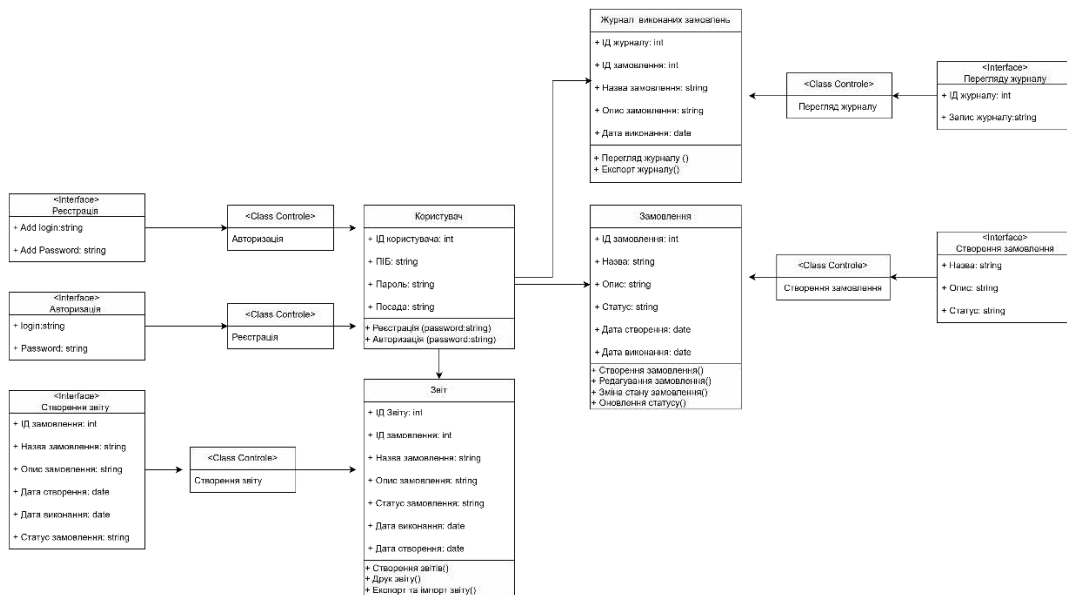 Журнал виконаних замовлень
+ ІД журналу: int
+ ІД замовлення: int
+ Назва замовлення: string
+ Опис замовлення: string
+ Дата виконання: date
+ Перегляд журналу ()
+ Експорт журналу()
<Class Controle>
Перегляд журналу
<Interface>
Перегляду журналу
+ ІД журналу: int
+ Запис журналу:string
<Interface>
Реєстрація
+ Add login:string
+ Add Password: string
<Class Controle>
Авторизація
Користувач
+ ІД користувача: int
+ ПІБ: string
+ Пароль: string
+ Посада: string
+ Реєстрація (password:string)
+ Авторизація (password:string)
Замовлення
+ ІД замовлення: int
+ Назва: string
+ Опис: string
+ Статус: string
+ Дата створення: date
+ Дата виконання: date
+ Створення замовлення()
+ Редагування замовлення()
+ Зміна стану замовлення()
+ Оновлення статусу()
<Class Controle>
Створення замовлення
<Interface>
Створення замовлення
+ Назва: string
+ Опис: string
+ Статус: string
<Interface>
Авторизація
+ login:string
+ Password: string
<Class Controle>
Реєстрація
<Interface>
Створення звіту
+ ІД замовлення: int
+ Назва замовлення: string
+ Опис замовлення: string
+ Дата створення: date
+ Дата виконання: date
+ Статус замовлення: string
<Class Controle>
Створення звіту
Звіт
+ ІД Звіту: int
+ ІД замовлення: int
+ Назва замовлення: string
+ Опис замовлення: string
+ Статус замовлення: string
+ Дата виконання: date
+ Дата створення: date
+ Створення звітів()
+ Друк звіту()
+ Експорт та імпорт звіту()